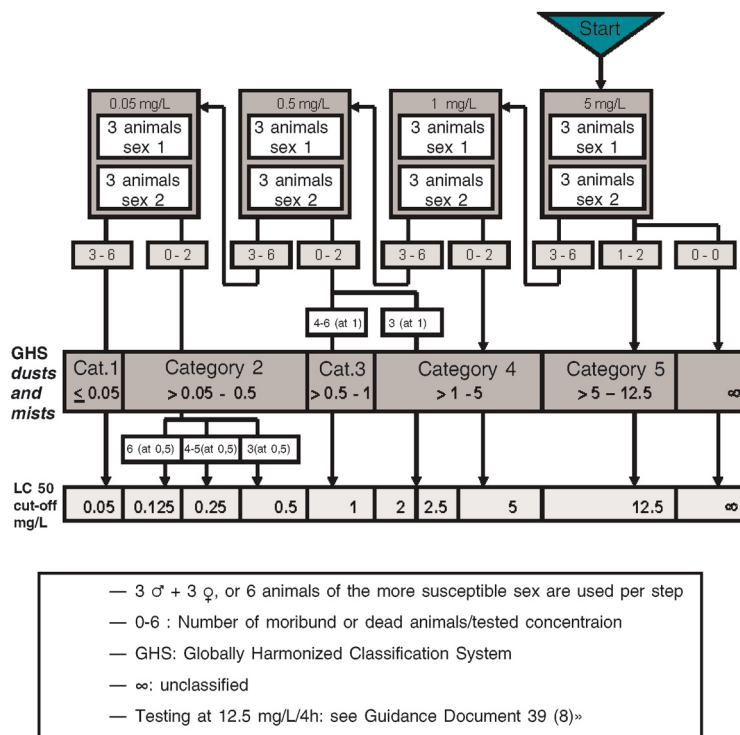 Start
0.05 mg/L
0.5 mg/L
1 mg/L
5 mg/L
3 animals
sex 1
3 animals
sex 1
3 animals
sex 1
3 animals
sex 1
3 animals
sex 2
3 animals
sex 2
3 animals
sex 2
3 animals
sex 2
3 - 6
0 - 2
3 - 6
0 - 2
3 - 6
0 - 2
3 - 6
1 - 2
0 - 0
4-6 (at 1)
3 (at 1)
GHS
dusts
and
mists
Cat.1
≤ 0.05
Category 2
> 0.05 - 0.5
Cat.3
> 0.5 - 1
Category 4
> 1 -5
Category 5
> 5 – 12.5
∞
6 (at 0,5)
4-5(at 0,5)
3(at 0,5)
LC 50
cut-off
mg/L
0.05
0.125
0.25
0.5
1
2
2.5
5
12.5
∞
— 3 ♂ + 3 ♀, or 6 animals of the more susceptible sex are used per step
— 0-6 : Number of moribund or dead animals/tested concentraion
— GHS: Globally Harmonized Classification System
— ∞: unclassified
— Testing at 12.5 mg/L/4h: see Guidance Document 39 (8)»